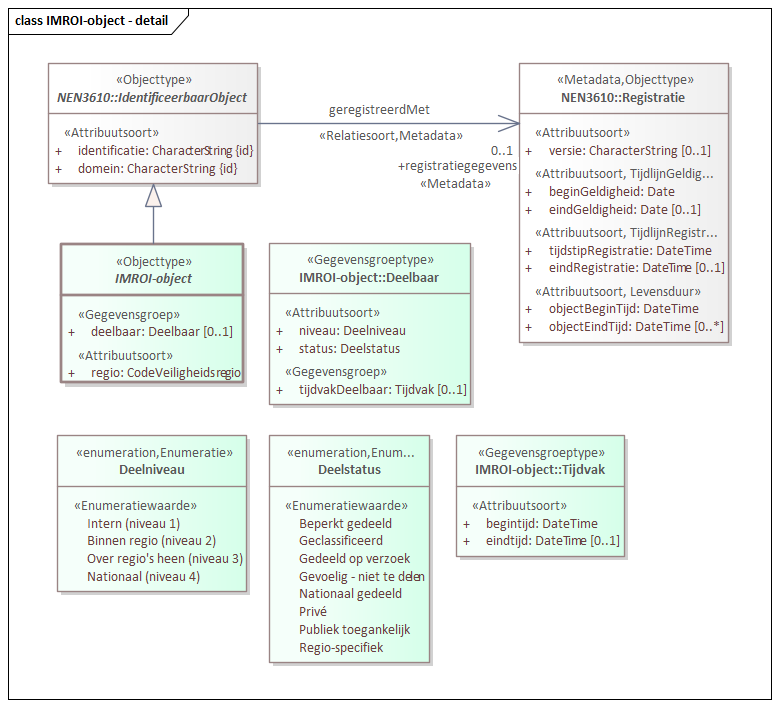 class IMROI-object - detail
«Objecttype»
NEN3610::IdentificeerbaarObject
«Attribuutsoort»
+ identificatie: CharacterString {id}
+ domein: CharacterString {id}
geregistreerdMet
«Relatiesoort,Metadata»
0..1
+registratiegegevens
«Metadata»
«Metadata,Objecttype»
NEN3610::Registratie
«Attribuutsoort»
+ versie: CharacterString [0..1]
«Attribuutsoort, TijdlijnGeldig...
+ beginGeldigheid: Date
+ eindGeldigheid: Date [0..1]
«Attribuutsoort, TijdlijnRegistr...
+ tijdstipRegistratie: DateTime
+ eindRegistratie: DateTime [0..1]
«Attribuutsoort, Levensduur»
+ objectBeginTijd: DateTime
+ objectEindTijd: DateTime [0..*]
«Objecttype»
IMROI-object
«Gegevensgroep»
+ deelbaar: Deelbaar [0..1]
«Attribuutsoort»
+ regio: CodeVeiligheidsregio
«Gegevensgroeptype»
IMROI-object::Deelbaar
«Attribuutsoort»
+ niveau: Deelniveau
+ status: Deelstatus
«Gegevensgroep»
+ tijdvakDeelbaar: Tijdvak [0..1]
«enumeration,Enumeratie»
Deelniveau
«Enumeratiewaarde»
Intern (niveau 1)
Binnen regio (niveau 2)
Over regio's heen (niveau 3)
Nationaal (niveau 4)
«enumeration,Enum...
Deelstatus
«Enumeratiewaarde»
Beperkt gedeeld
Geclassificeerd
Gedeeld op verzoek
Gevoelig - niet te delen
Nationaal gedeeld
Privé
Publiek toegankelijk
Regio-specifiek
«Gegevensgroeptype»
IMROI-object::Tijdvak
«Attribuutsoort»
+ begintijd: DateTime
+ eindtijd: DateTime [0..1]